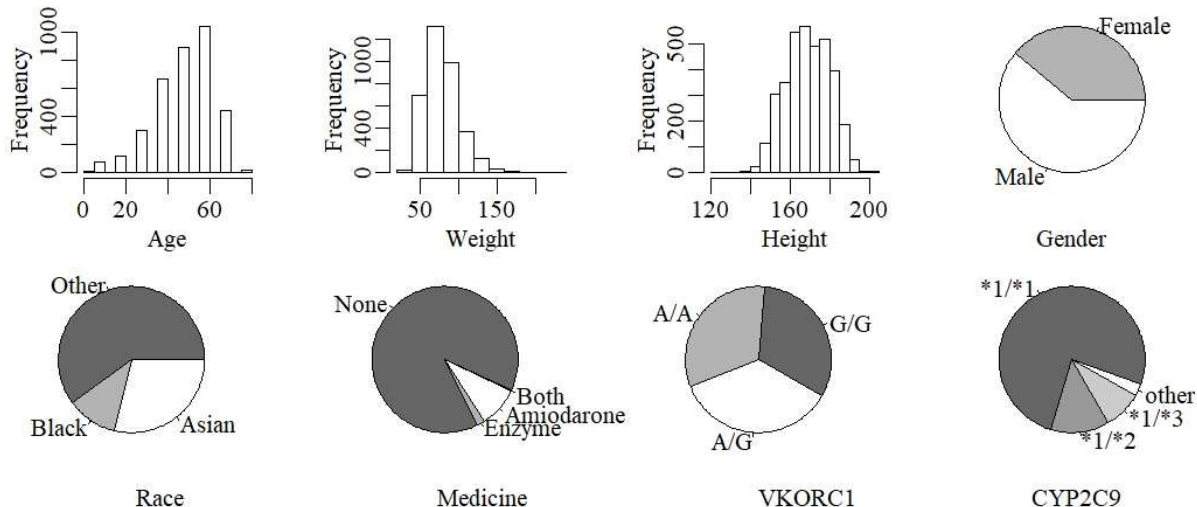 Frequency
1000
400
0
0 20 60
Age
Frequency
1000
400
0
50 150
Weight
Frequency
500
200
0
120 160 200
Height
Female
Male
Gender
Other
Black
Asian
Race
None
Both
Amiodarone
Enzyme
Medicine
A/A
G/G
A/G
VKORC1
*1/*1
other
*1/*3
*1/*2
CYP2C9